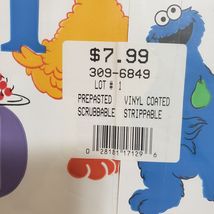 $7.99
309-6849
LOT # 1
PREPASTED VINYL COATED
SCRUBBABLE STRIPPABLE
0 28181 17129 6